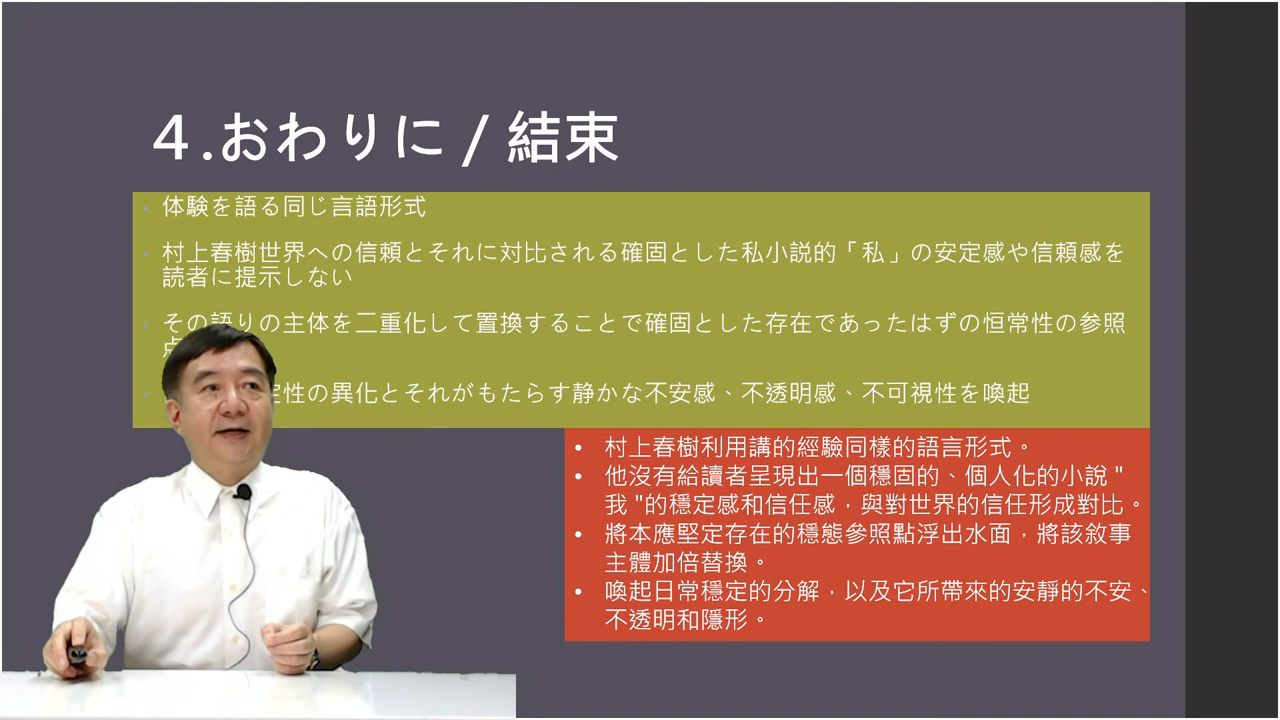 ４.おわりに / 結束
体験を語る同じ言語形式
村上春樹世界への信頼とそれに対比される確固とした私小説的「私」の安定感や信頼感を
読者に提示しない
その語りの主体を二重化して置換することで確固とした存在であったはずの恒常性の参照
点
定性の異化とそれがもたらす静かな不安感、不透明感、不可視性を喚起
• 村上春樹利用講的經驗同樣的語言形式。
• 他沒有給讀者呈現出一個穩固的、個人化的小說 "
我 "的穩定感和信任感，與對世界的信任形成對比。
• 將本應堅定存在的穩態參照點浮出水面，將該敘事
主體加倍替換。
• 喚起日常穩定的分解，以及它所帶來的安靜的不安、
不透明和隱形。